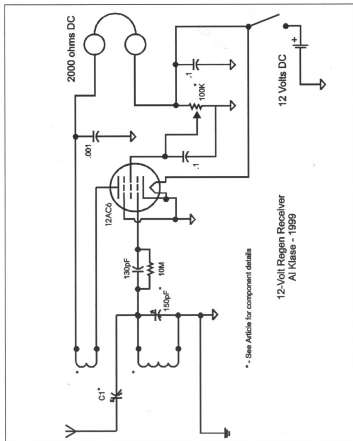 2000 ohms DC
12 Volts DC
.1
100K
*
.001
.1
12AC6
130pF
10M
*
150pF
*
*
C1*
* - See Article for component details
12-Volt Regen Receiver
Al Klase - 1999
+